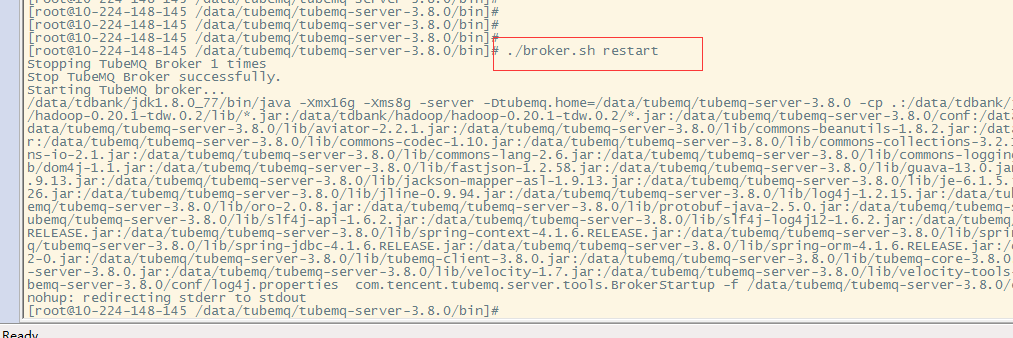 [root@10-224-148-145 /data/tubemq/tubemq-server-3.8.0/bin]#
[root@10-224-148-145 /data/tubemq/tubemq-server-3.8.0/bin]#
[root@10-224-148-145 /data/tubemq/tubemq-server-3.8.0/bin]#
[root@10-224-148-145 /data/tubemq/tubemq-server-3.8.0/bin]#
[root@10-224-148-145 /data/tubemq/tubemq-server-3.8.0/bin]# ./broker.sh restart
Stopping TubeMQ Broker 1 times
Stop TubeMQ Broker successfully.
Starting TubeMQ broker...
/data/tdbank/jdk1.8.0_77/bin/java -Xmx16g -Xms8g -server -Dtubemq.home=/data/tubemq/tubemq-server-3.8.0 -cp .:/data/tdbank/
/hadoop-0.20.1-tdw.0.2/lib/*.jar:/data/tdbank/hadoop/hadoop-0.20.1-tdw.0.2/*.jar:/data/tubemq/tubemq-server-3.8.0/conf:/dat
data/tubemq/tubemq-server-3.8.0/lib/aviator-2.2.1.jar:/data/tubemq/tubemq-server-3.8.0/lib/commons-beanutils-1.8.2.jar:/dat
r:/data/tubemq/tubemq-server-3.8.0/lib/commons-codec-1.10.jar:/data/tubemq/tubemq-server-3.8.0/lib/commons-collections-3.2.1
ns-io-2.1.jar:/data/tubemq/tubemq-server-3.8.0/lib/commons-lang-2.6.jar:/data/tubemq/tubemq-server-3.8.0/lib/commons-loggin
b/dom4j-1.1.jar:/data/tubemq/tubemq-server-3.8.0/lib/fastjson-1.2.58.jar:/data/tubemq/tubemq-server-3.8.0/lib/guava-13.0.ja
.9.13.jar:/data/tubemq/tubemq-server-3.8.0/lib/jackson-mapper-asl-1.9.13.jar:/data/tubemq/tubemq-server-3.8.0/lib/je-6.1.5.
26.jar:/data/tubemq/tubemq-server-3.8.0/lib/jline-0.9.94.jar:/data/tubemq/tubemq-server-3.8.0/lib/log4j-1.2.15.jar:/data/tu
emq/tubemq-server-3.8.0/lib/oro-2.0.8.jar:/data/tubemq/tubemq-server-3.8.0/lib/protobuf-java-2.5.0.jar:/data/tubemq/tubemq-
ubemq/tubemq-server-3.8.0/lib/slf4j-api-1.6.2.jar:/data/tubemq/tubemq-server-3.8.0/lib/slf4j-log4j12-1.6.2.jar:/data/tubemq
RELEASE.jar:/data/tubemq/tubemq-server-3.8.0/lib/spring-context-4.1.6.RELEASE.jar:/data/tubemq/tubemq-server-3.8.0/lib/spri
q/tubemq-server-3.8.0/lib/spring-jdbc-4.1.6.RELEASE.jar:/data/tubemq/tubemq-server-3.8.0/lib/spring-orm-4.1.6.RELEASE.jar:/
2-0.jar:/data/tubemq/tubemq-server-3.8.0/lib/tubemq-client-3.8.0.jar:/data/tubemq/tubemq-server-3.8.0/lib/tubemq-core-3.8.0
-server-3.8.0.jar:/data/tubemq/tubemq-server-3.8.0/lib/velocity-1.7.jar:/data/tubemq/tubemq-server-3.8.0/lib/velocity-tools-
bemq-server-3.8.0/conf/log4j.properties  com.tencent.tubemq.server.tools.BrokerStartup -f /data/tubemq/tubemq-server-3.8.0/
nohup: redirecting stderr to stdout
[root@10-224-148-145 /data/tubemq/tubemq-server-3.8.0/bin]#
Ready